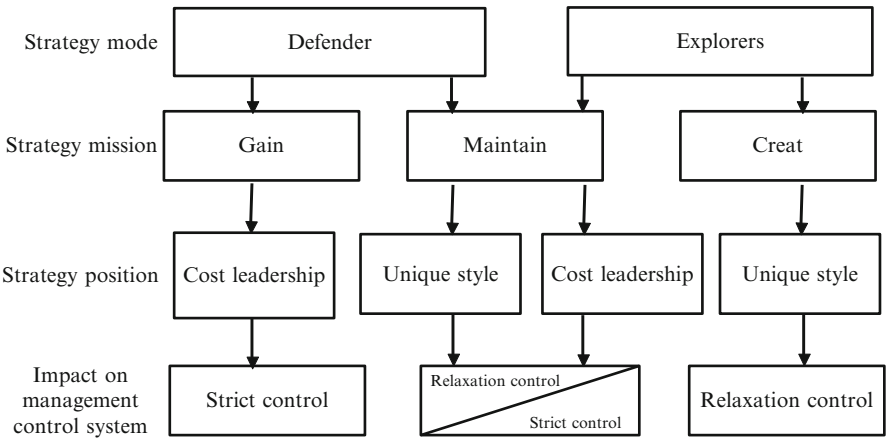 Strategy mode
Defender
Explorers
Strategy mission
Gain
Maintain
Creat
Strategy position
Cost leadership
Unique style
Cost leadership
Unique style
Impact on
management
control system
Strict control
Relaxation control
Strict control
Relaxation control